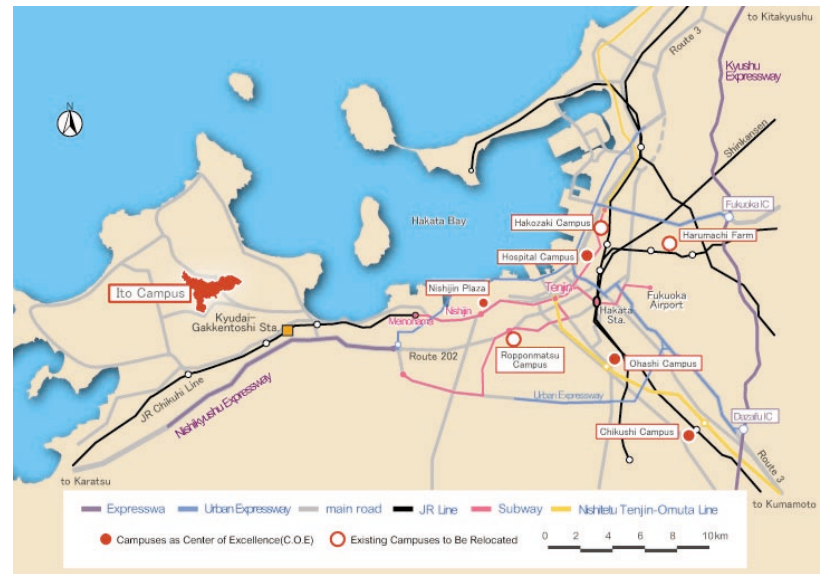 to Kitakyushu
Route 3
Kyushu
Expressway
Shinkansen
N
Hakata Bay
Hakozaki Campus
Fukuoka IC
Harumachi Farm
Hospital Campus
Ito Campus
Nishijin Plaza
Tenjin
Fukuoka
Airport
Kyudai-
Gakkentoshi Sta.
Meinohama
Nishijin
Hakata
Sta.
Route 202
Ropponmatsu
Campus
Ohashi Campus
JR Chikuhi Line
Nishikyushu Expressway
Urban Expressway
Dazaifu IC
Chikushi Campus
Route 3
to Karatsu
to Kumamoto
Expresswa
Urban Expressway
main road
JR Line
Subway
Nishitetu Tenjin-Omuta Line
Campuses as Center of Excellence(C.O.E)
Existing Campuses to Be Relocated
0 2 4 6 8 10km